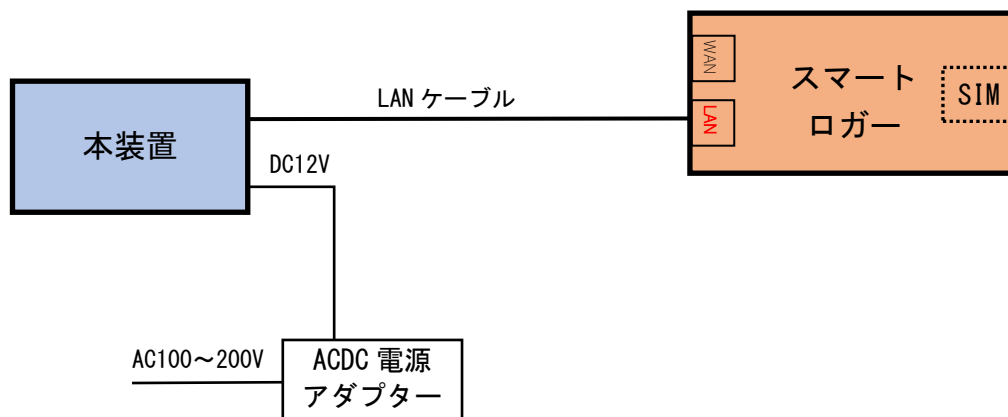 WAN
スマート
ロガー
SIM
LAN
LAN ケーブル
本装置
DC12V
AC100～200V
ACDC 電源
アダプター